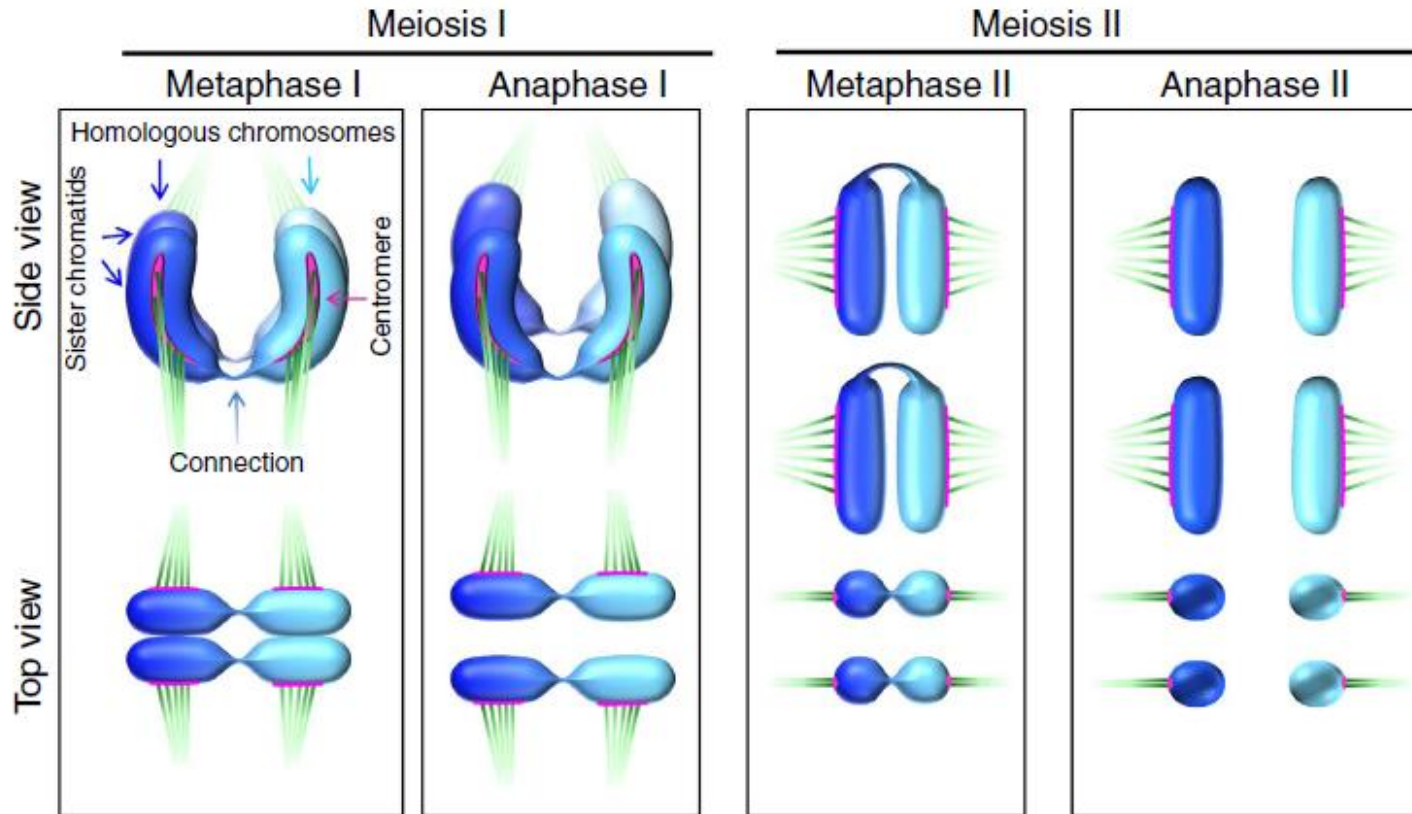 Meiosis I
Meiosis II
Metaphase I
Anaphase I
Metaphase II
Anaphase II
Side view
Homologous chromosomes
Sister chromatids
Centromere
Connection
Top view